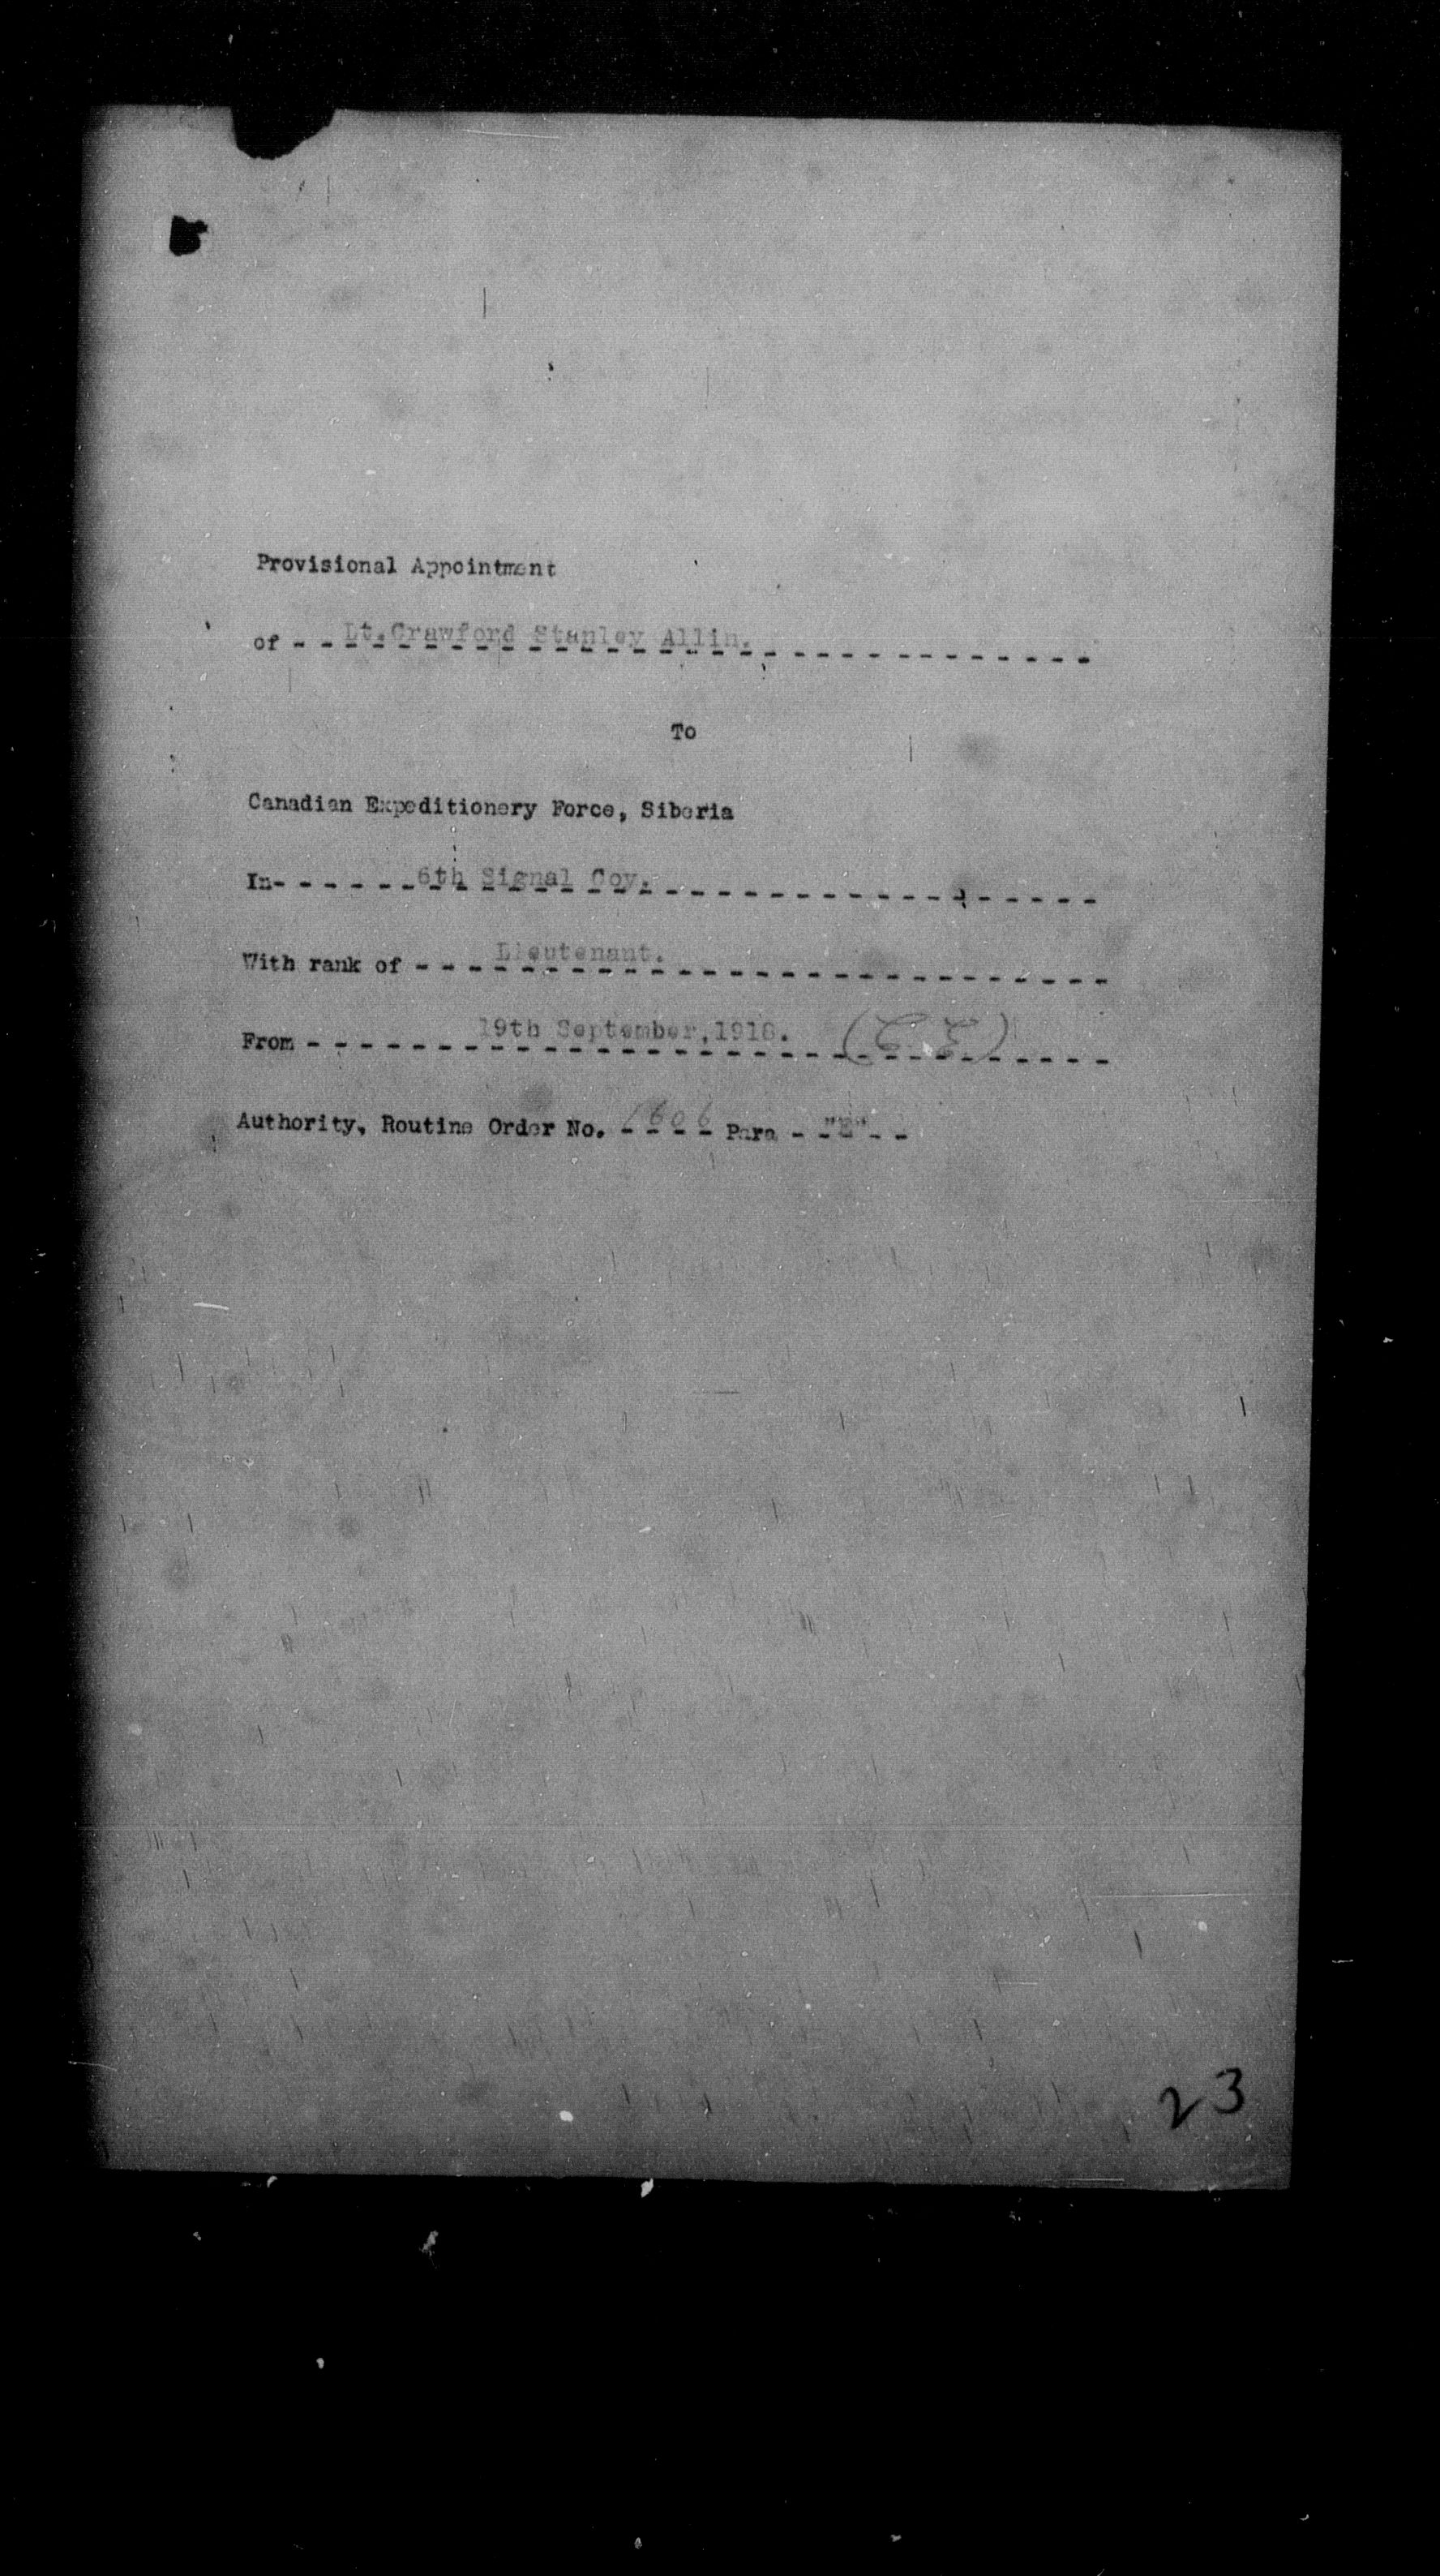 Provisional Appointment
of - - Lt.Crawford Stanley Allin.
To
Canadian Expeditionery Force, Siberia
In- - - - - - 6th Signal Coy.
With rank of - - - Lieutenant.
From - - - - - - 19th September,1918.
Authority, Routine Order No. 1606 Para - - "E" - -
23